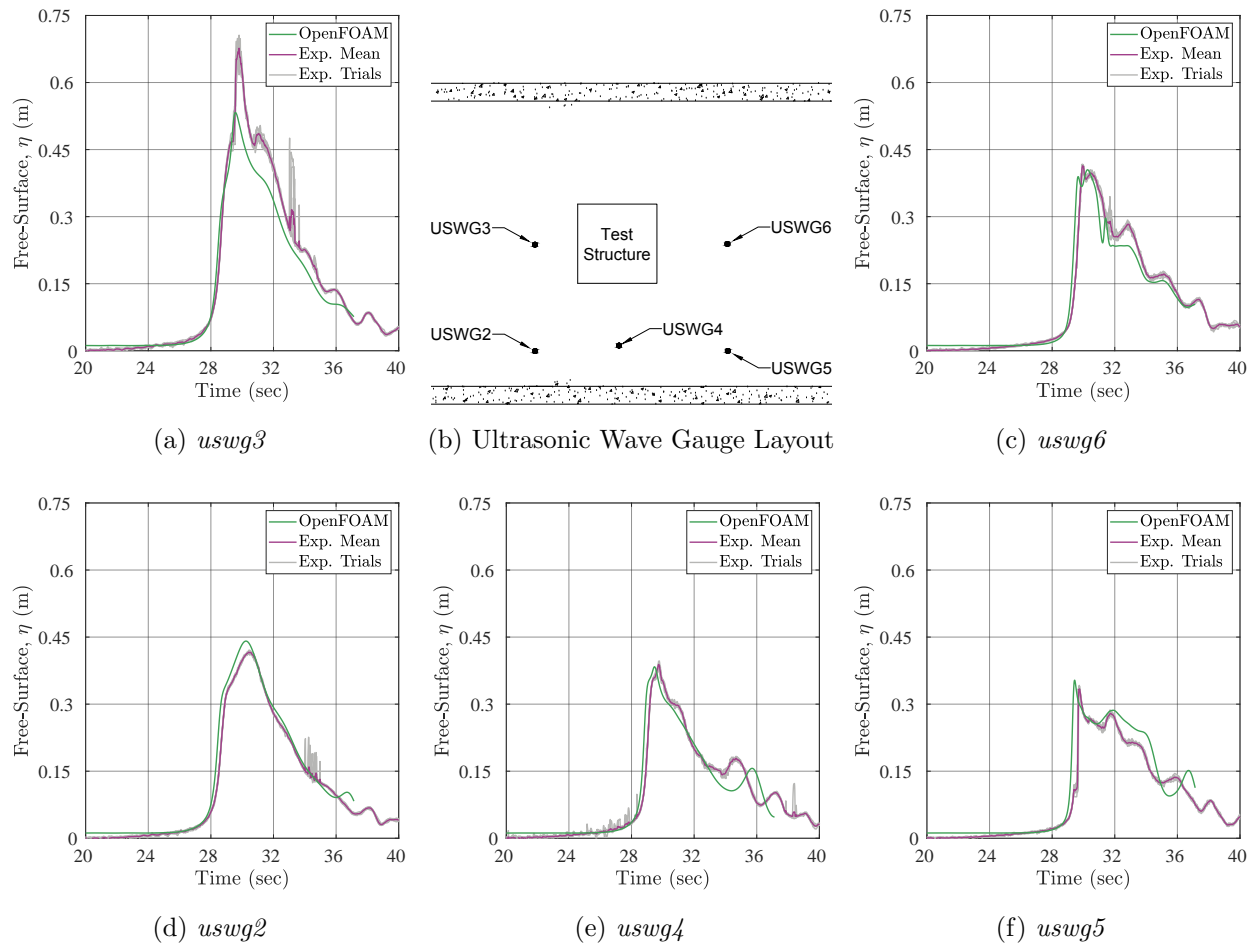 0.75
0.6
0.45
0.3
0.15
0
20 24 28 32 36 40
Free-Surface, η (m)
Time (sec)
OpenFOAM
Exp. Mean
Exp. Trials
(a) uswg3
USWG3
Test
Structure
USWG6
USWG2
USWG4
USWG5
(b) Ultrasonic Wave Gauge Layout
0.75
0.6
0.45
0.3
0.15
0
20 24 28 32 36 40
Free-Surface, η (m)
Time (sec)
OpenFOAM
Exp. Mean
Exp. Trials
(c) uswg6
0.75
0.6
0.45
0.3
0.15
0
20 24 28 32 36 40
Free-Surface, η (m)
Time (sec)
OpenFOAM
Exp. Mean
Exp. Trials
(d) uswg2
0.75
0.6
0.45
0.3
0.15
0
20 24 28 32 36 40
Free-Surface, η (m)
Time (sec)
OpenFOAM
Exp. Mean
Exp. Trials
(e) uswg4
0.75
0.6
0.45
0.3
0.15
0
20 24 28 32 36 40
Free-Surface, η (m)
Time (sec)
OpenFOAM
Exp. Mean
Exp. Trials
(f) uswg5